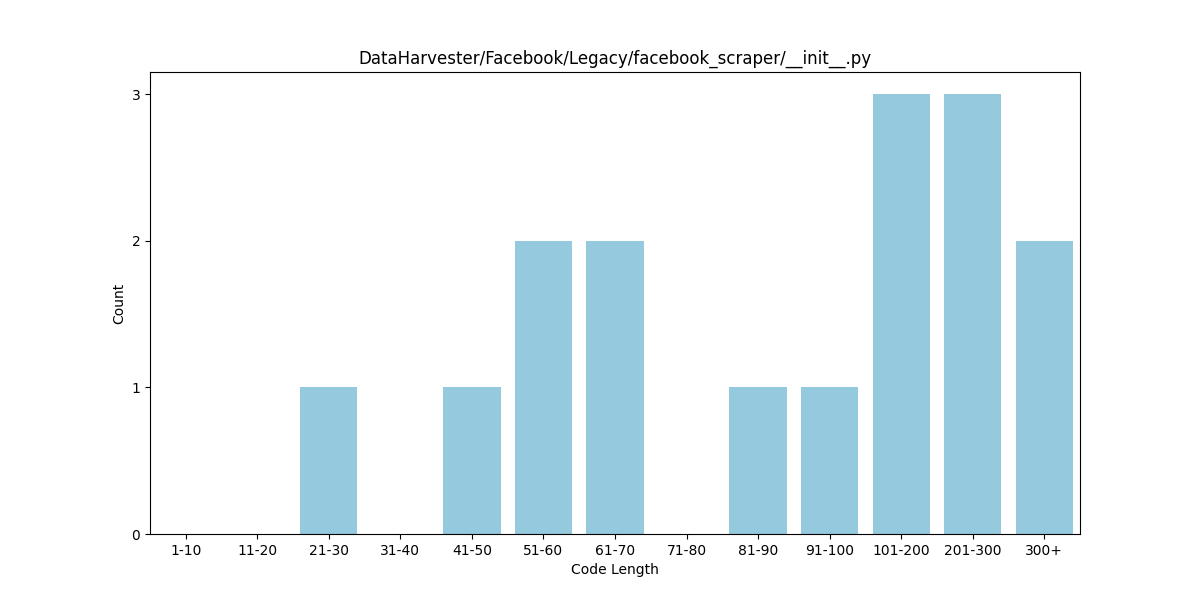 DataHarvester/Facebook/Legacy/facebook_scraper/__init__.py
Count
3
2
1
0
1-10 11-20 21-30 31-40 41-50 51-60 61-70 71-80 81-90 91-100 101-200 201-300 300+
Code Length